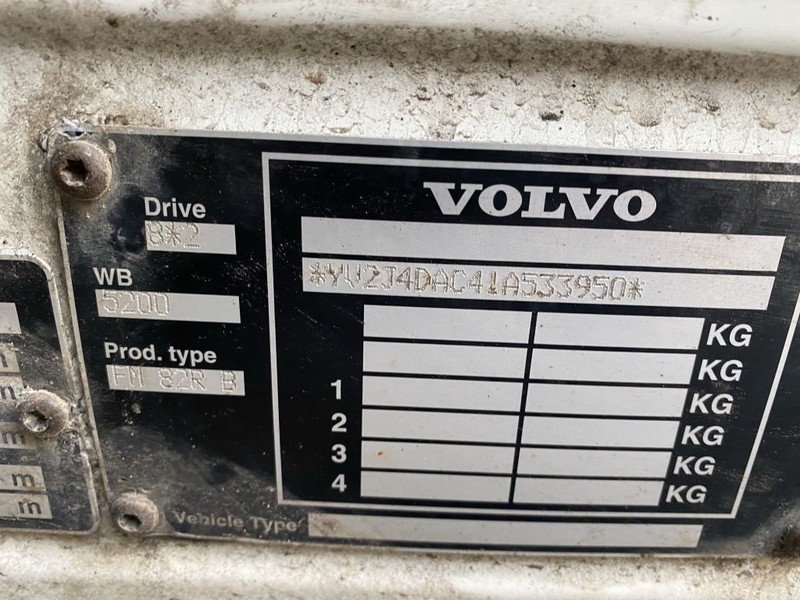 VOLVO
Drive
8*2
*YV2J4DAC41A533950*
WB
5200
Prod. type
FM 82R B
KG
KG
1 KG
2 KG
3 KG
4 KG
Vehicle Type
m
m